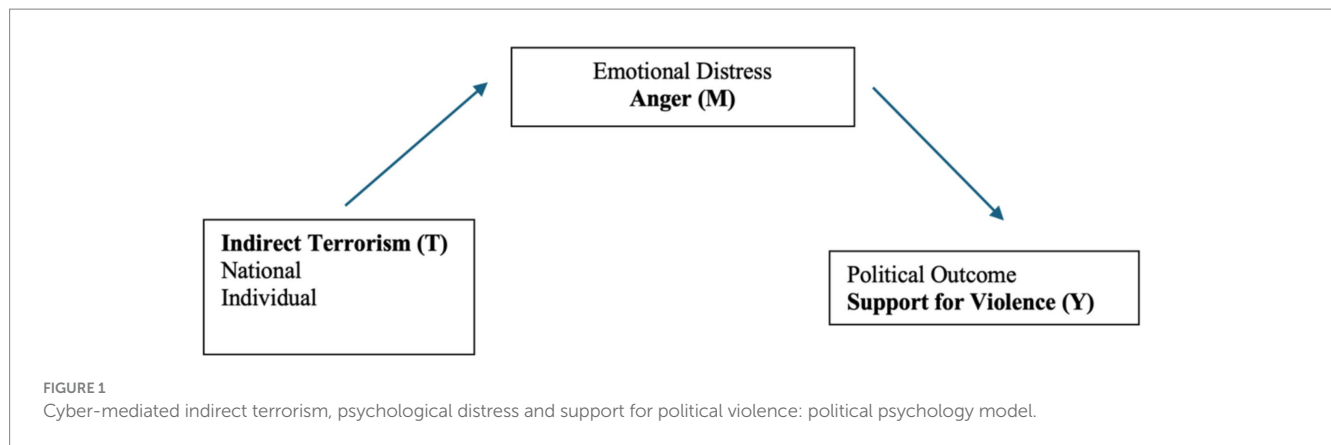 Emotional Distress
Anger (M)
Indirect Terrorism (T)
National
Individual
Political Outcome
Support for Violence (Y)
FIGURE 1
Cyber-mediated indirect terrorism, psychological distress and support for political violence: political psychology model.